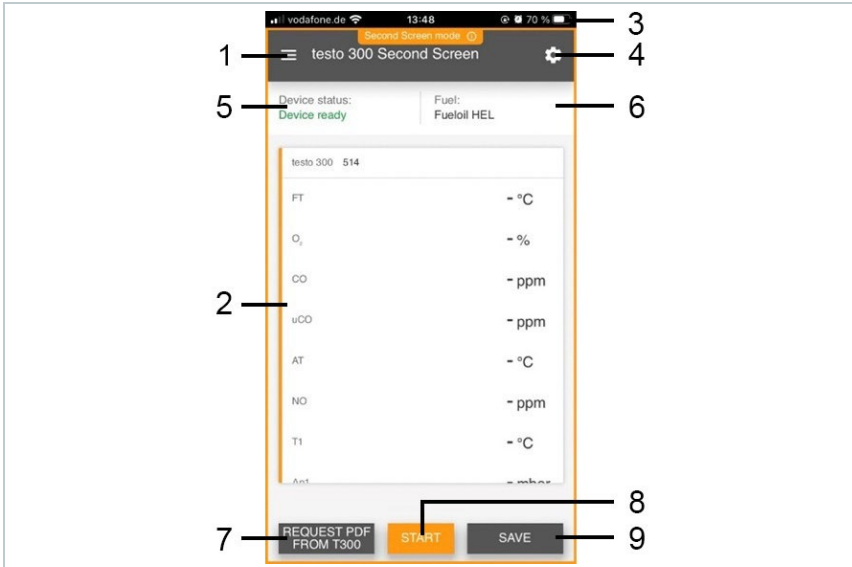 vodafone.de 13:48 70 % 3
Second Screen mode
1 testo 300 Second Screen 4
Device status: Fuel:
5 Device ready Fueloil HEL 6
testo 300 514
FT - °C
O₂ - %
CO - ppm
2
uCO - ppm
AT - °C
NO - ppm
T1 - °C
8
7 REQUEST PDF
FROM T300 START SAVE 9